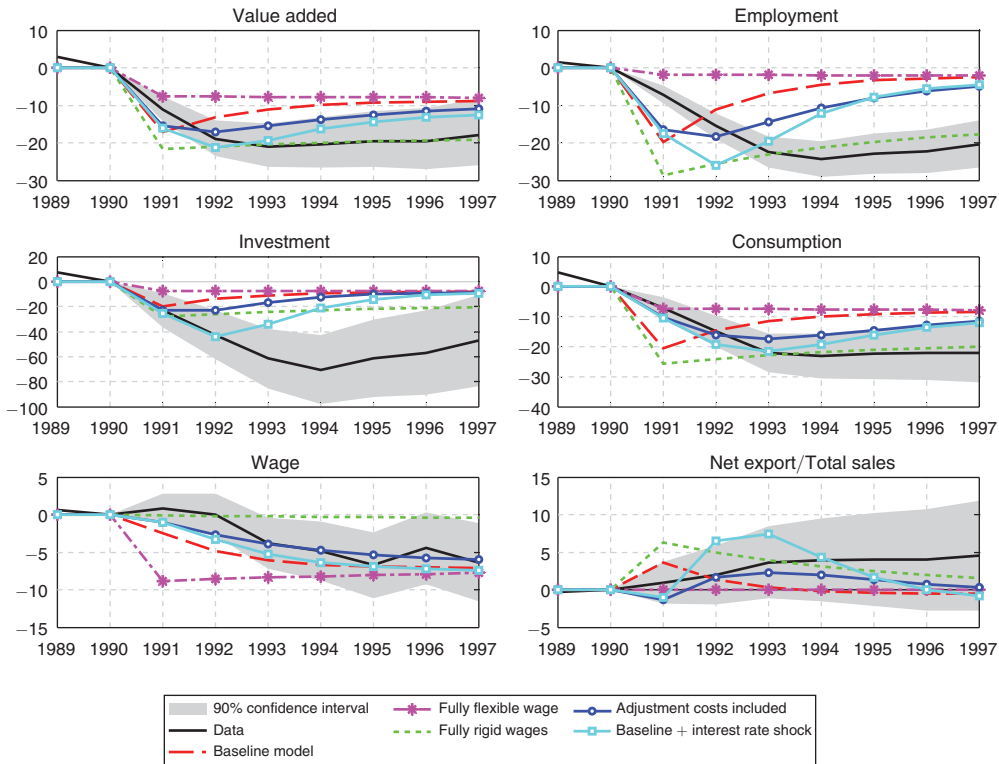 Value added
10
0
−10
−20
−30
1989 1990 1991 1992 1993 1994 1995 1996 1997
Employment
10
0
−10
−20
−30
1989 1990 1991 1992 1993 1994 1995 1996 1997
Investment
20
0
−20
−40
−60
−80
−100
1989 1990 1991 1992 1993 1994 1995 1996 1997
Consumption
10
0
−10
−20
−30
−40
1989 1990 1991 1992 1993 1994 1995 1996 1997
Wage
5
0
−5
−10
−15
1989 1990 1991 1992 1993 1994 1995 1996 1997
Net export/Total sales
15
10
5
0
−5
1989 1990 1991 1992 1993 1994 1995 1996 1997
90% confidence interval
Data
Baseline model
Fully flexible wage
Fully rigid wages
Adjustment costs included
Baseline + interest rate shock